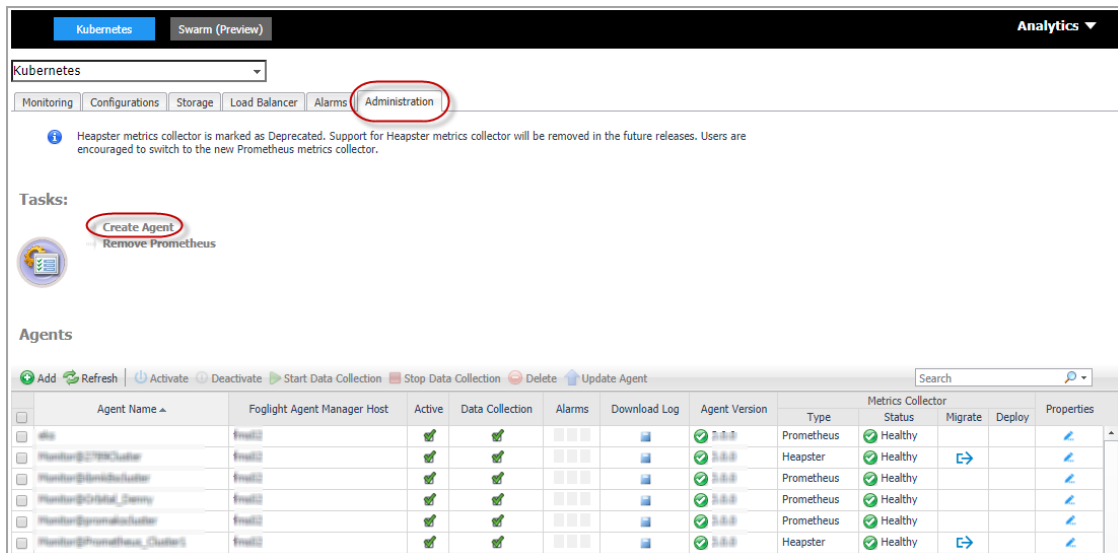 Kubernetes Swarm (Preview) Analytics
Kubernetes
Monitoring Configurations Storage Load Balancer Alarms Administration
Heapster metrics collector is marked as Deprecated. Support for Heapster metrics collector will be removed in the future releases. Users are
encouraged to switch to the new Prometheus metrics collector.
Tasks:
Create Agent
Remove Prometheus
Agents
Add Refresh Activate Deactivate Start Data Collection Stop Data Collection Delete Update Agent Search
Metrics Collector
Agent Name Foglight Agent Manager Host Active Data Collection Alarms Download Log Agent Version Properties
Type Status Migrate Deploy
Prometheus Healthy
Heapster Healthy
Prometheus Healthy
Prometheus Healthy
Prometheus Healthy
Heapster Healthy